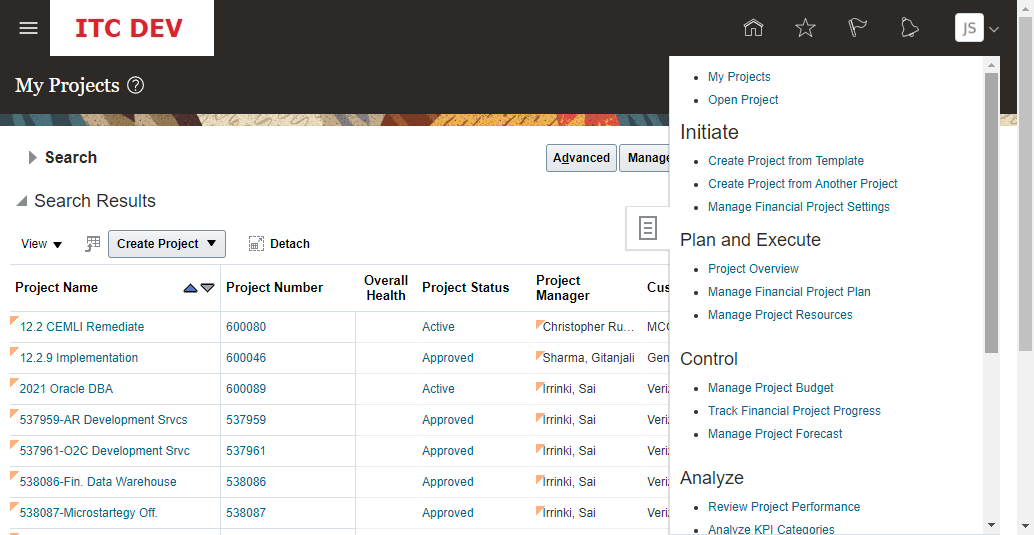 ITC DEV
JS
My Projects ?
Search
Advanced
Manage
Search Results
View
Create Project
Detach
Project Name Project Number Overall Health Project Status Project Manager Cus
12.2 CEMLI Remediate 600080 Active Christopher Ru... MCC
12.2.9 Implementation 600046 Approved Sharma, Gitanjali Gen
2021 Oracle DBA 600089 Active Irrinki, Sai Veriz
537959-AR Development Srvcs 537959 Approved Irrinki, Sai Veriz
537961-O2C Development Srvc 537961 Approved Irrinki, Sai Veriz
538086-Fin. Data Warehouse 538086 Approved Irrinki, Sai Veriz
538087-Microstartegy Off. 538087 Approved Irrinki, Sai Veriz
My Projects
Open Project
Initiate
Create Project from Template
Create Project from Another Project
Manage Financial Project Settings
Plan and Execute
Project Overview
Manage Financial Project Plan
Manage Project Resources
Control
Manage Project Budget
Track Financial Project Progress
Manage Project Forecast
Analyze
Review Project Performance
Analyze KPI Categories